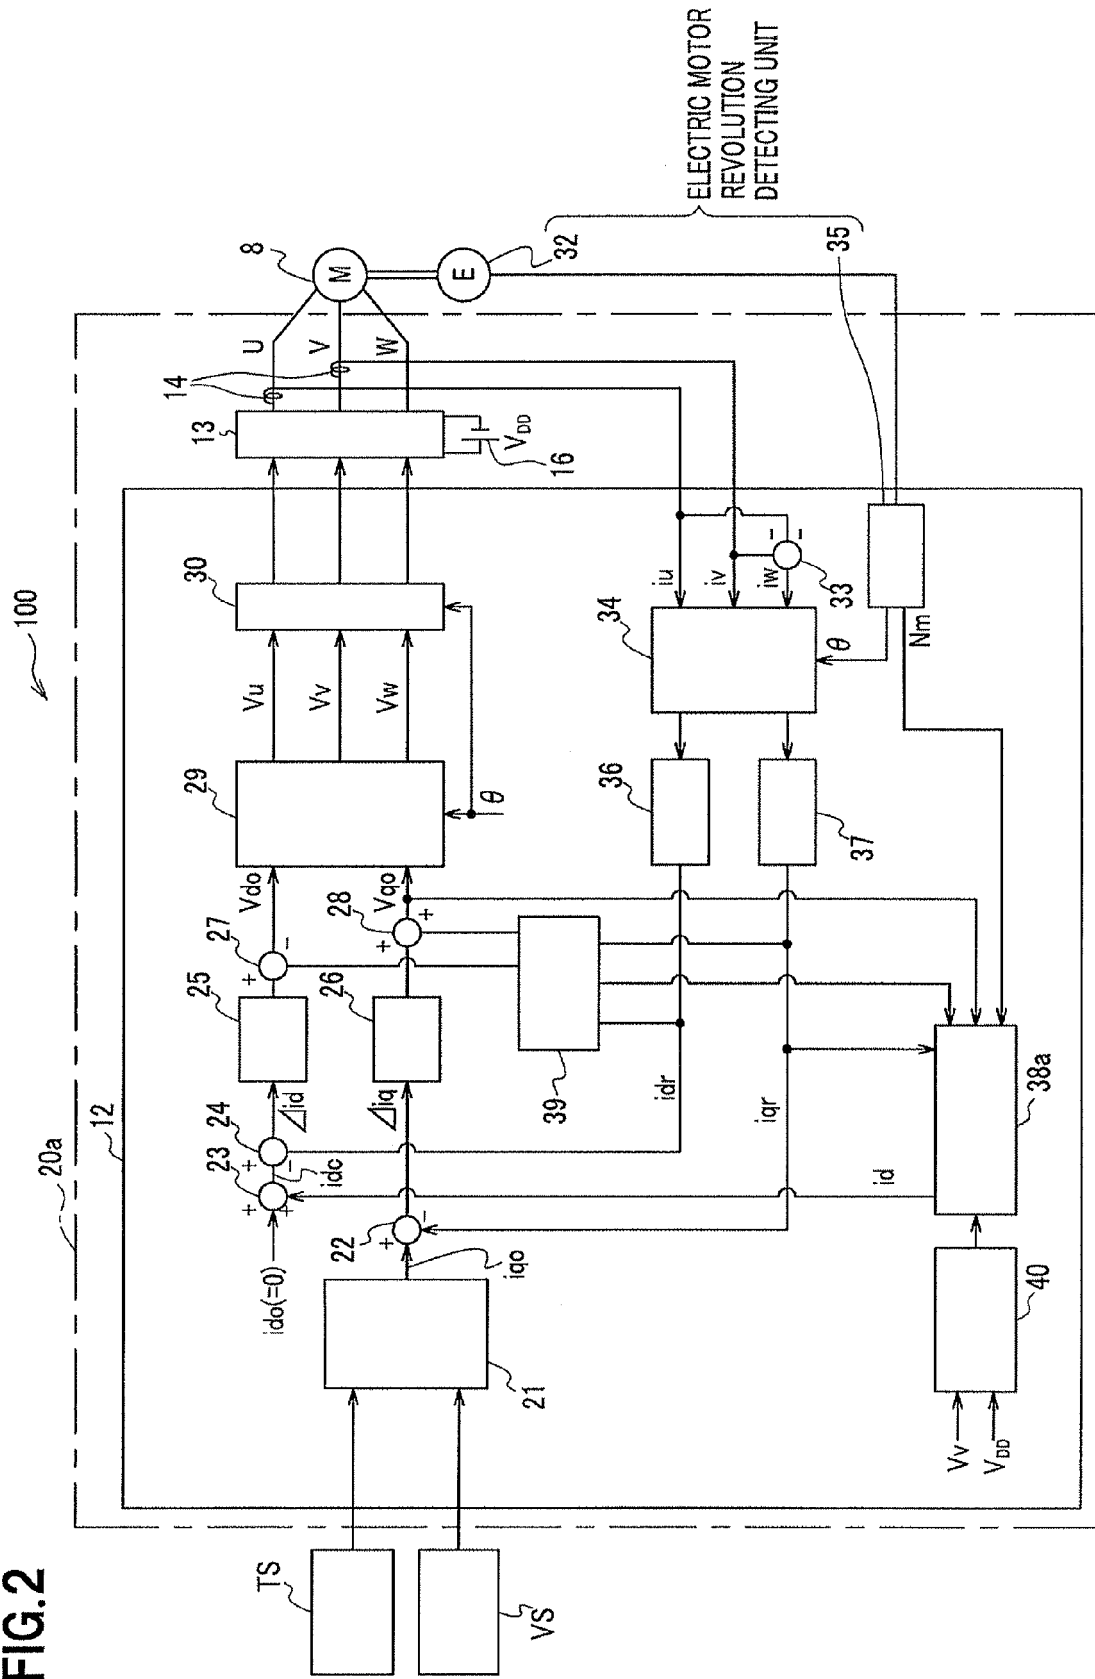 FIG.2
100
20a
12
TS
VS
21
iqo
ido(=0)
22
+
-
23
+
+
24
+
-
idc
⊿id
⊿iq
25
26
27
+
-
28
+
+
Vdo
Vqo
29
θ
Vu
Vv
Vw
30
13
14
16
VDD
U
V
W
8
M
E
32
35
ELECTRIC MOTOR
REVOLUTION
DETECTING UNIT
iu
iv
iw
-
-
33
34
θ
Nm
36
37
39
idr
iqr
id
38a
40
Vv
VDD